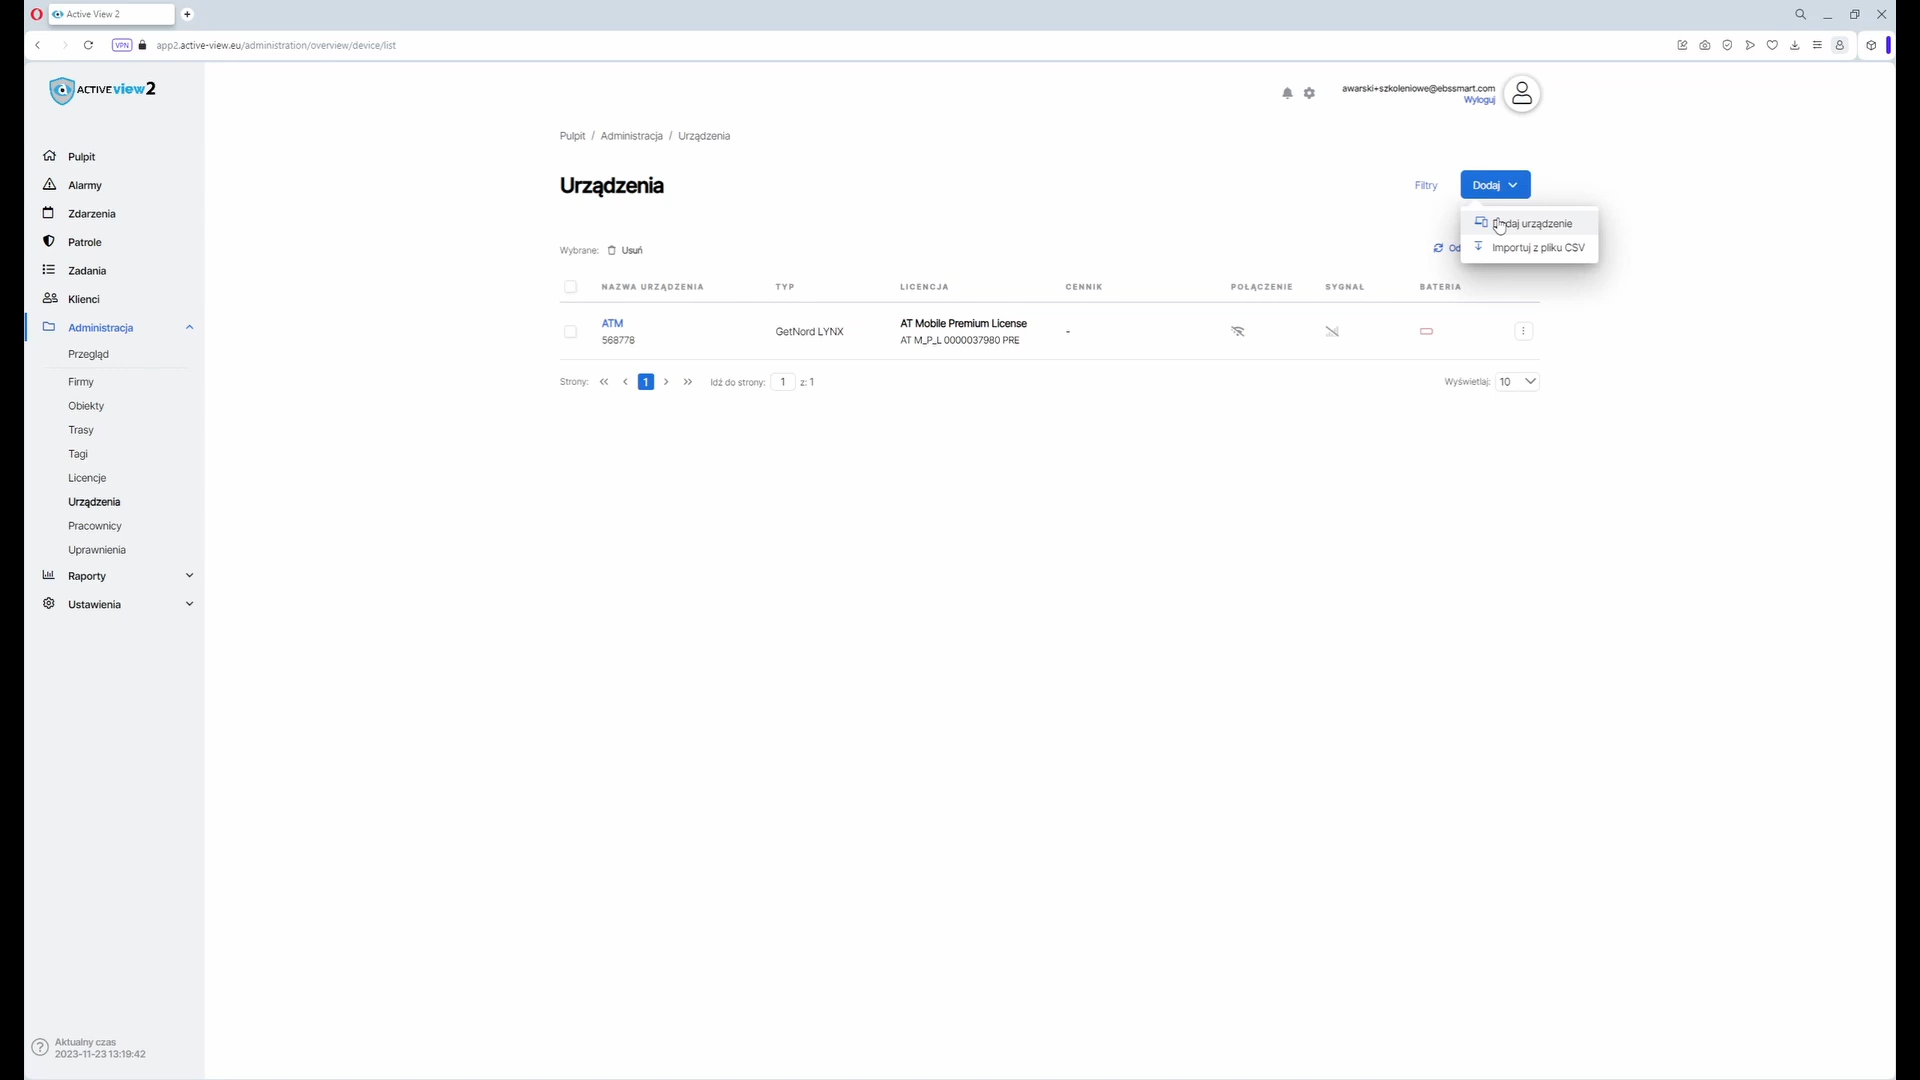 Active View 2
VPN app2.active-view.eu/administration/overview/device/list
ACTIVEview2
awarski+szkoleniowe@ebssmart.com
Wyloguj
Pulpit / Administracja / Urządzenia
Pulpit
Alarmy
Zdarzenia
Patrole
Zadania
Klienci
Administracja
Przegląd
Firmy
Obiekty
Trasy
Tagi
Licencje
Urządzenia
Pracownicy
Uprawnienia
Raporty
Ustawienia
Urządzenia
Filtry
Dodaj
urządzenie
Importuj z pliku CSV
Wybrane: Usuń
NAZWA URZĄDZENIA TYP LICENCJA CENNIK POŁĄCZENIE SYGNAŁ BATERIA
ATM
568778
GetNord LYNX
AT Mobile Premium License
AT M_P_L 0000037980 PRE
-
Strony: 1 Idź do strony: 1 z: 1
Wyświetlaj: 10
Aktualny czas
2023-11-23 13:19:42